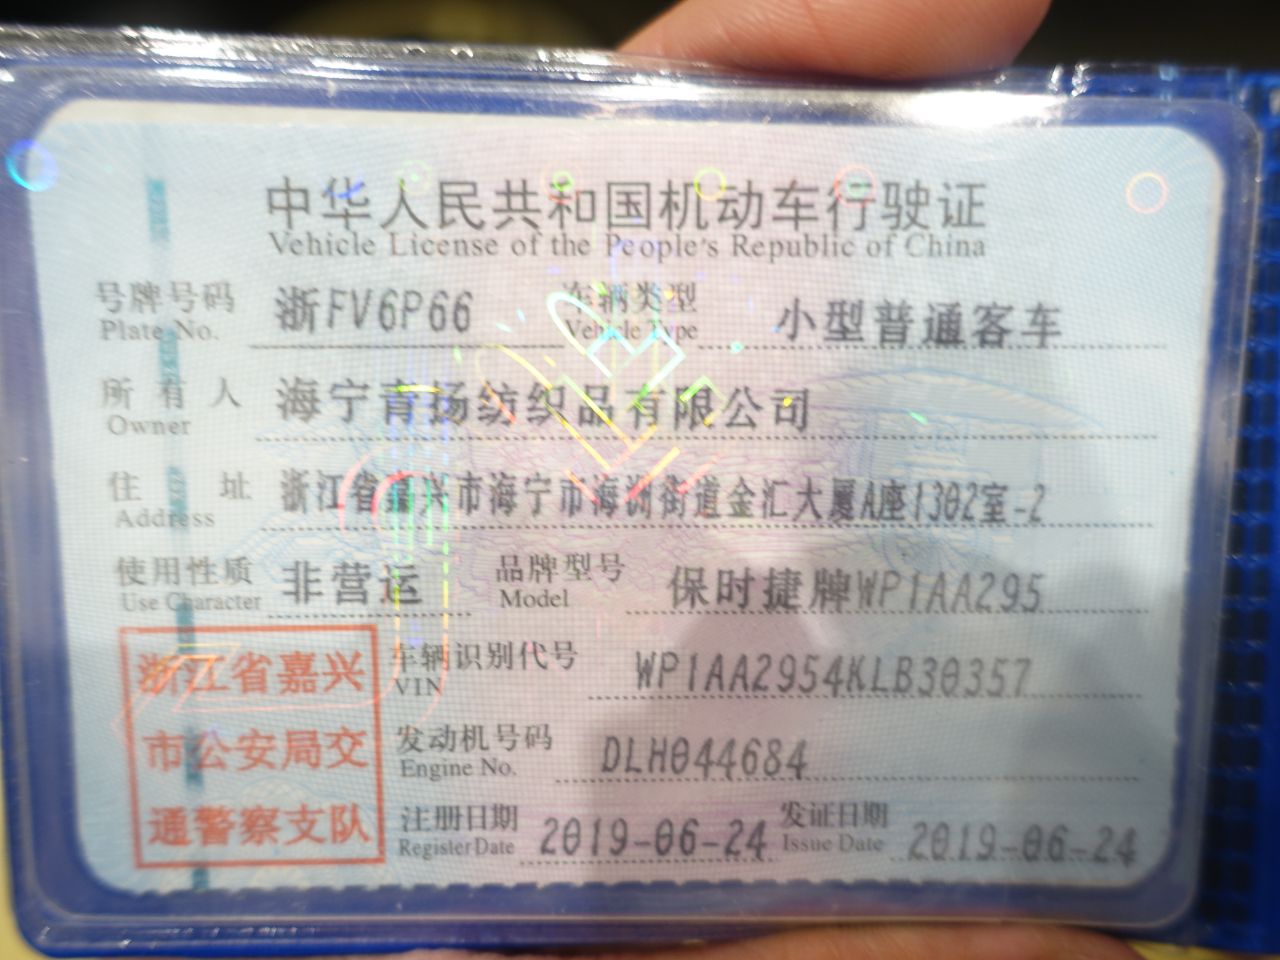 中华人民共和国机动车行驶证
Vehicle License of the People's Republic of China
号牌号码 浙FV6P66 车辆类型 小型普通客车
Plate No. Vehicle Type
所有人 海宁青扬纺织品有限公司
Owner
住址 浙江省嘉兴市海宁市海洲街道金汇大厦A座1302室-2
Address
使用性质 非营运 品牌型号 保时捷牌WP1AA295
Use Character Model
浙江省嘉兴
市公安局交
通警察支队
车辆识别代号 WP1AA2954KLB30357
VIN
发动机号码 DLH044684
Engine No.
注册日期 2019-06-24 发证日期 2019-06-24
Register Date Issue Date